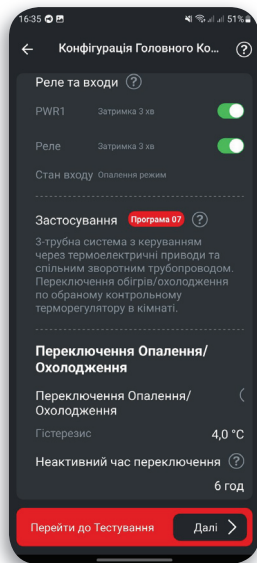 16:35 51%
Конфігурація Головного Ко... ?
Реле та входи ?
PWR1 Затримка 3 хв
Реле Затримка 3 хв
Стан входу Опалення режим
Застосування Програма 07 ?
3-трубна система з керуванням
через термоелектричні приводи та
спільним зворотним трубопроводом.
Переключення обігрів/охолодження
по обраному контрольному
терморегулятору в кімнаті.
Переключення Опалення/
Охолодження
Переключення Опалення/
Охолодження
Гістерезис 4,0 °C
Неактивний час переключення ?
6 год
Перейти до Тестування Далі